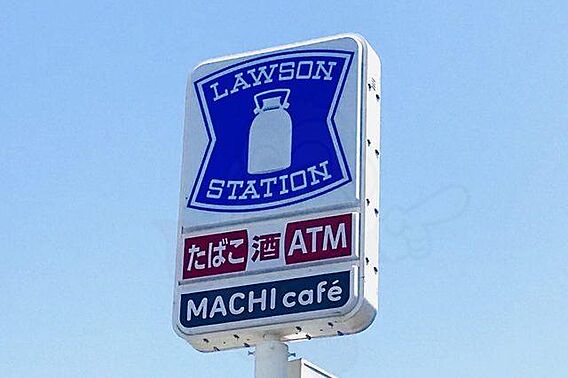 LAWSON
STATION
たばこ 酒 ATM
MACHI café